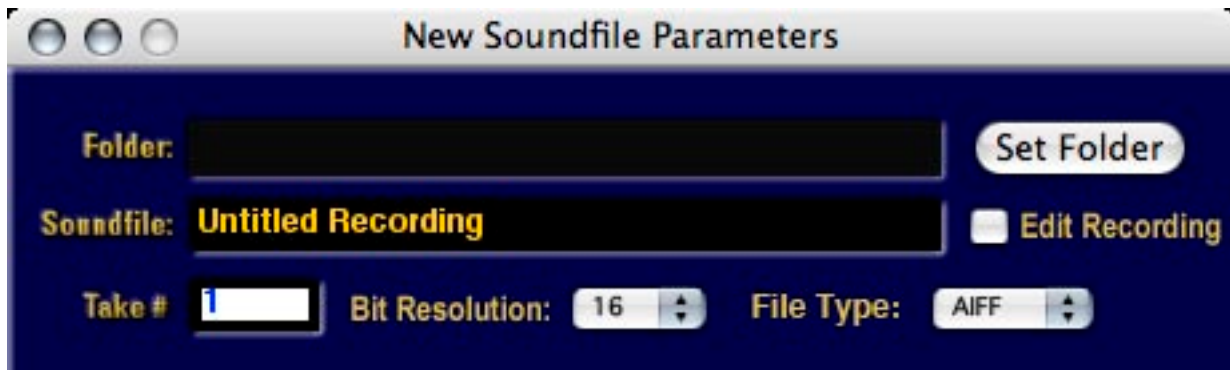 New Soundfile Parameters
Folder: Set Folder
Soundfile: Untitled Recording Edit Recording
Take # 1 Bit Resolution: 16 File Type: AIFF